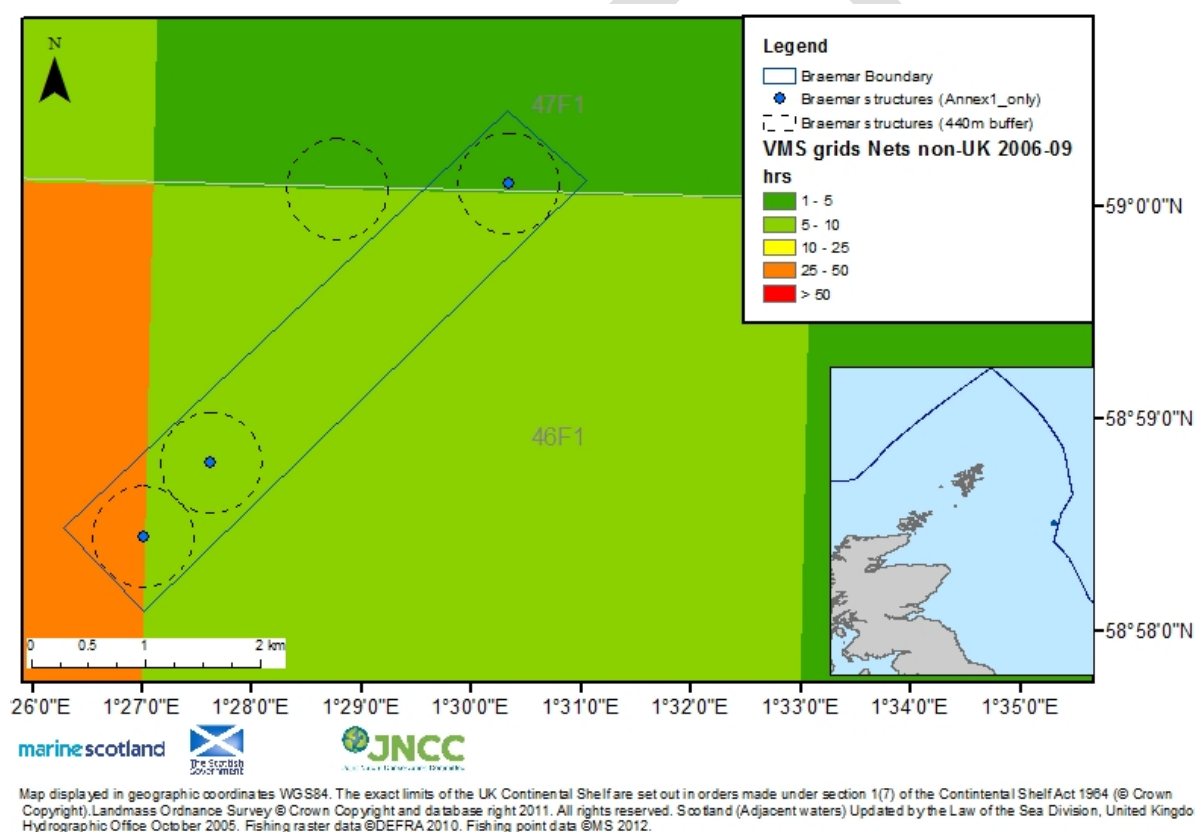 N
47F1
46F1
Legend
Braemar Boundary
Braemar structures (Annex1_only)
Braemar structures (440m buffer)
VMS grids Nets non-UK 2006-09
hrs
1 - 5
5 - 10
10 - 25
25 - 50
> 50
59°0'0"N
58°59'0"N
58°58'0"N
0 0.5 1 2 km
26'0"E 1°27'0"E 1°28'0"E 1°29'0"E 1°30'0"E 1°31'0"E 1°32'0"E 1°33'0"E 1°34'0"E 1°35'0"E
marinescotland
The Scottish
Government
JNCC
Map displayed in geographic coordinates WGS84. The exact limits of the UK Continental Shelf are set out in orders made under section 1(7) of the Contintental Shelf Act 1964 (© Crown
Copyright). Landmass Ordnance Survey © Crown Copyright and database right 2011. All rights reserved. Scotland (Adjacent waters) Updated by the Law of the Sea Division, United Kingdo
Hydrographic Office October 2005. Fishing raster data ©DEFRA 2010. Fishing point data ©MS 2012.